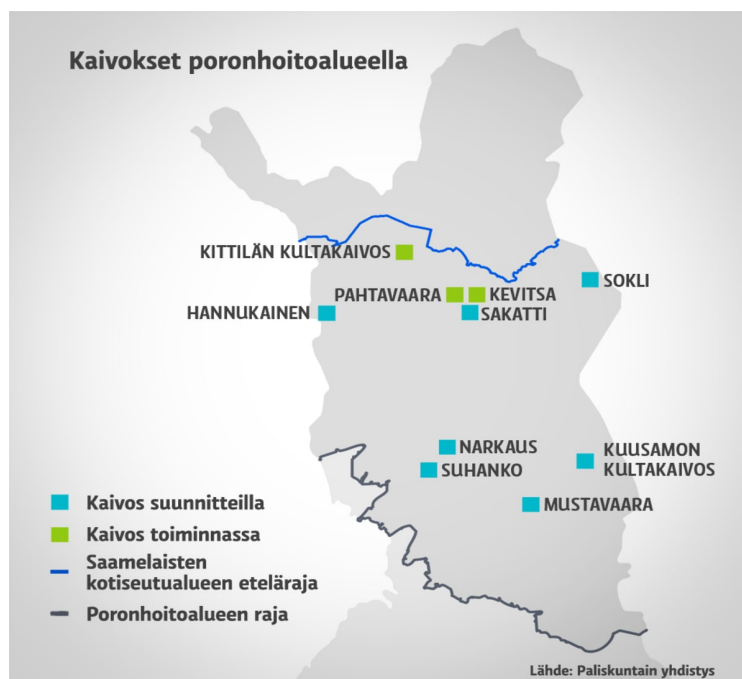 Kaivokset poronhoitoalueella
KITTILÄN KULTAKAIVOS
SOKLI
PAHTAVAARA
KEVITSA
HANNUKAINEN
SAKATTI
NARKAUS
KUUSAMON
KULTAKAIVOS
SUHANKO
MUSTAVAARA
Kaivos suunnitteilla
Kaivos toiminnassa
Saamelaisten
kotiseutualueen eteläraja
Poronhoitoalueen raja
Lähde: Paliskuntain yhdistys